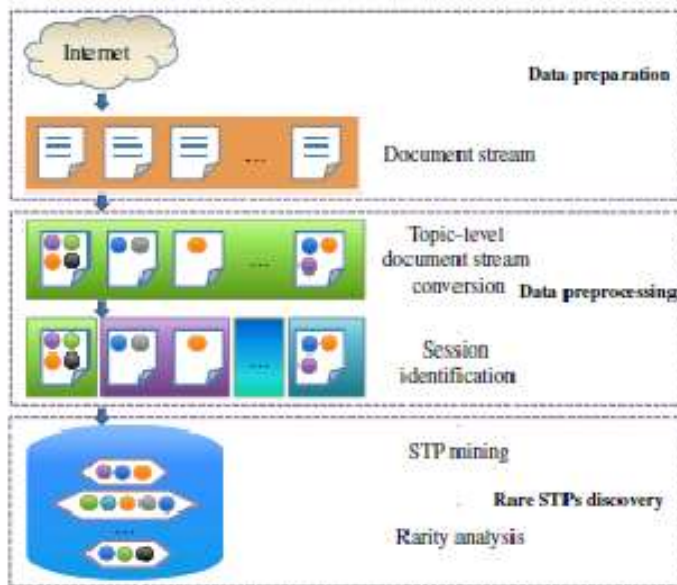 Internet
Data preparation
...
Document stream
Topic-level
document stream
conversion
...
Data preprocessing
Session
identification
...
STP mining
Rare STIPs discovery
...
Rarity analysis